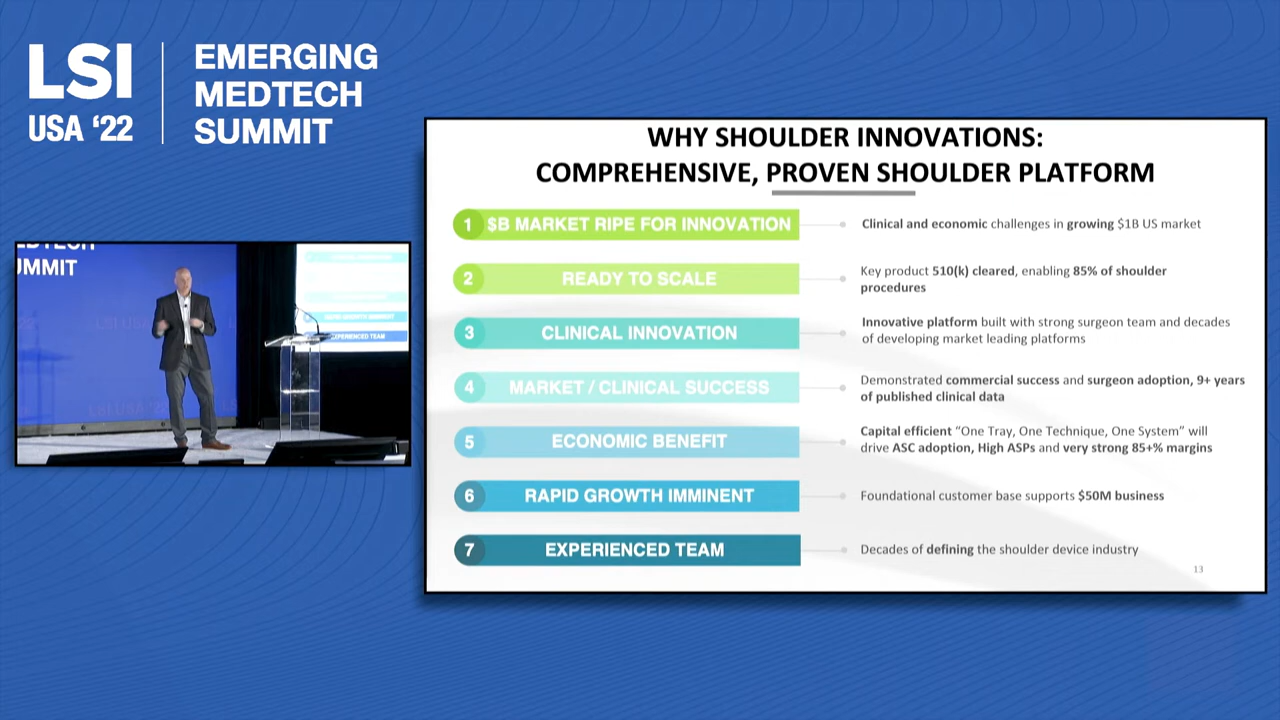 LSI
USA ‘22
EMERGING
MEDTECH
SUMMIT
WHY SHOULDER INNOVATIONS:
COMPREHENSIVE, PROVEN SHOULDER PLATFORM
1 $B MARKET RIPE FOR INNOVATION
Clinical and economic challenges in growing $1B US market
2 READY TO SCALE
Key product 510(k) cleared, enabling 85% of shoulder
procedures
3 CLINICAL INNOVATION
Innovative platform built with strong surgeon team and decades
of developing market leading platforms
4 MARKET / CLINICAL SUCCESS
Demonstrated commercial success and surgeon adoption, 9+ years
of published clinical data
5 ECONOMIC BENEFIT
Capital efficient “One Tray, One Technique, One System” will
drive ASC adoption, High ASPs and very strong 85+% margins
6 RAPID GROWTH IMMINENT
Foundational customer base supports $50M business
7 EXPERIENCED TEAM
Decades of defining the shoulder device industry
13
RAPID GROWTH IMMINENT
EXPERIENCED TEAM